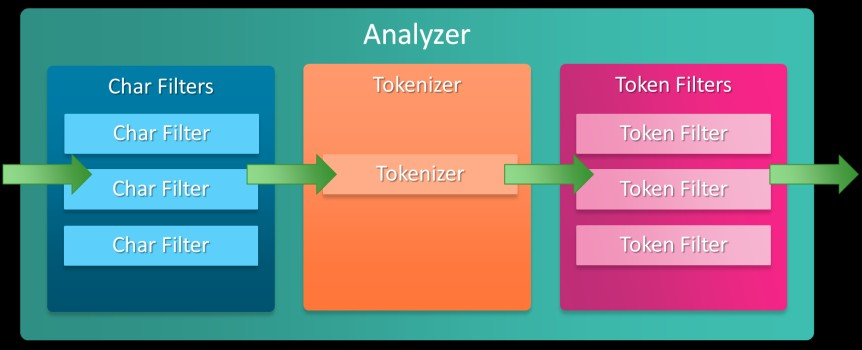 Analyzer
Char Filters
Char Filter
Char Filter
Char Filter
Tokenizer
Tokenizer
Token Filters
Token Filter
Token Filter
Token Filter